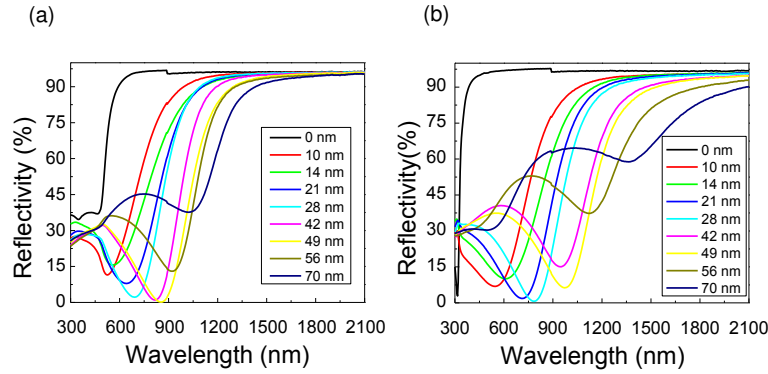 (a)
(b)
Reflectivity (%)
90
75
60
45
30
15
0
300 600 900 1200 1500 1800 2100
Wavelength (nm)
0 nm
10 nm
14 nm
21 nm
28 nm
42 nm
49 nm
56 nm
70 nm
Reflectivity(%)
90
75
60
45
30
15
0
300 600 900 1200 1500 1800 2100
Wavelength (nm)
0 nm
10 nm
14 nm
21 nm
28 nm
42 nm
49 nm
56 nm
70 nm